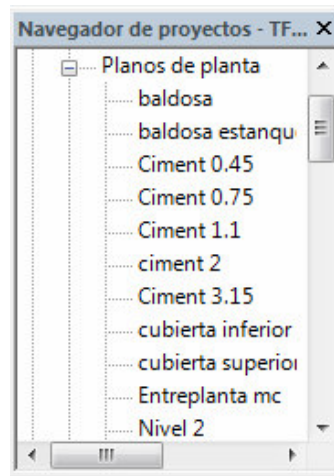 Navegador de proyectos - TF...
Planos de planta
baldosa
baldosa estanqu
Ciment 0.45
Ciment 0.75
Ciment 1.1
ciment 2
Ciment 3.15
cubierta inferior
cubierta superior
Entreplanta mc
Nivel 2